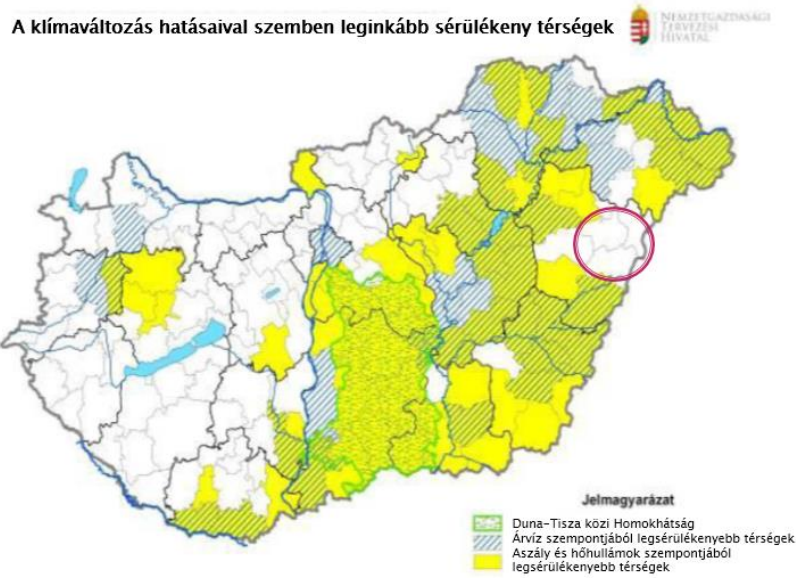 A klímaváltozás hatásaival szemben leginkább sérülékeny térségek
NEMZETGAZDASÁGI
TERVEZÉSI
HIVATAL
Jelmagyarázat
Duna-Tisza közi Homokhátság
Árvíz szempontjából legsérülékenyebb térségek
Aszály és hőhullámok szempontjából
legsérülékenyebb térségek